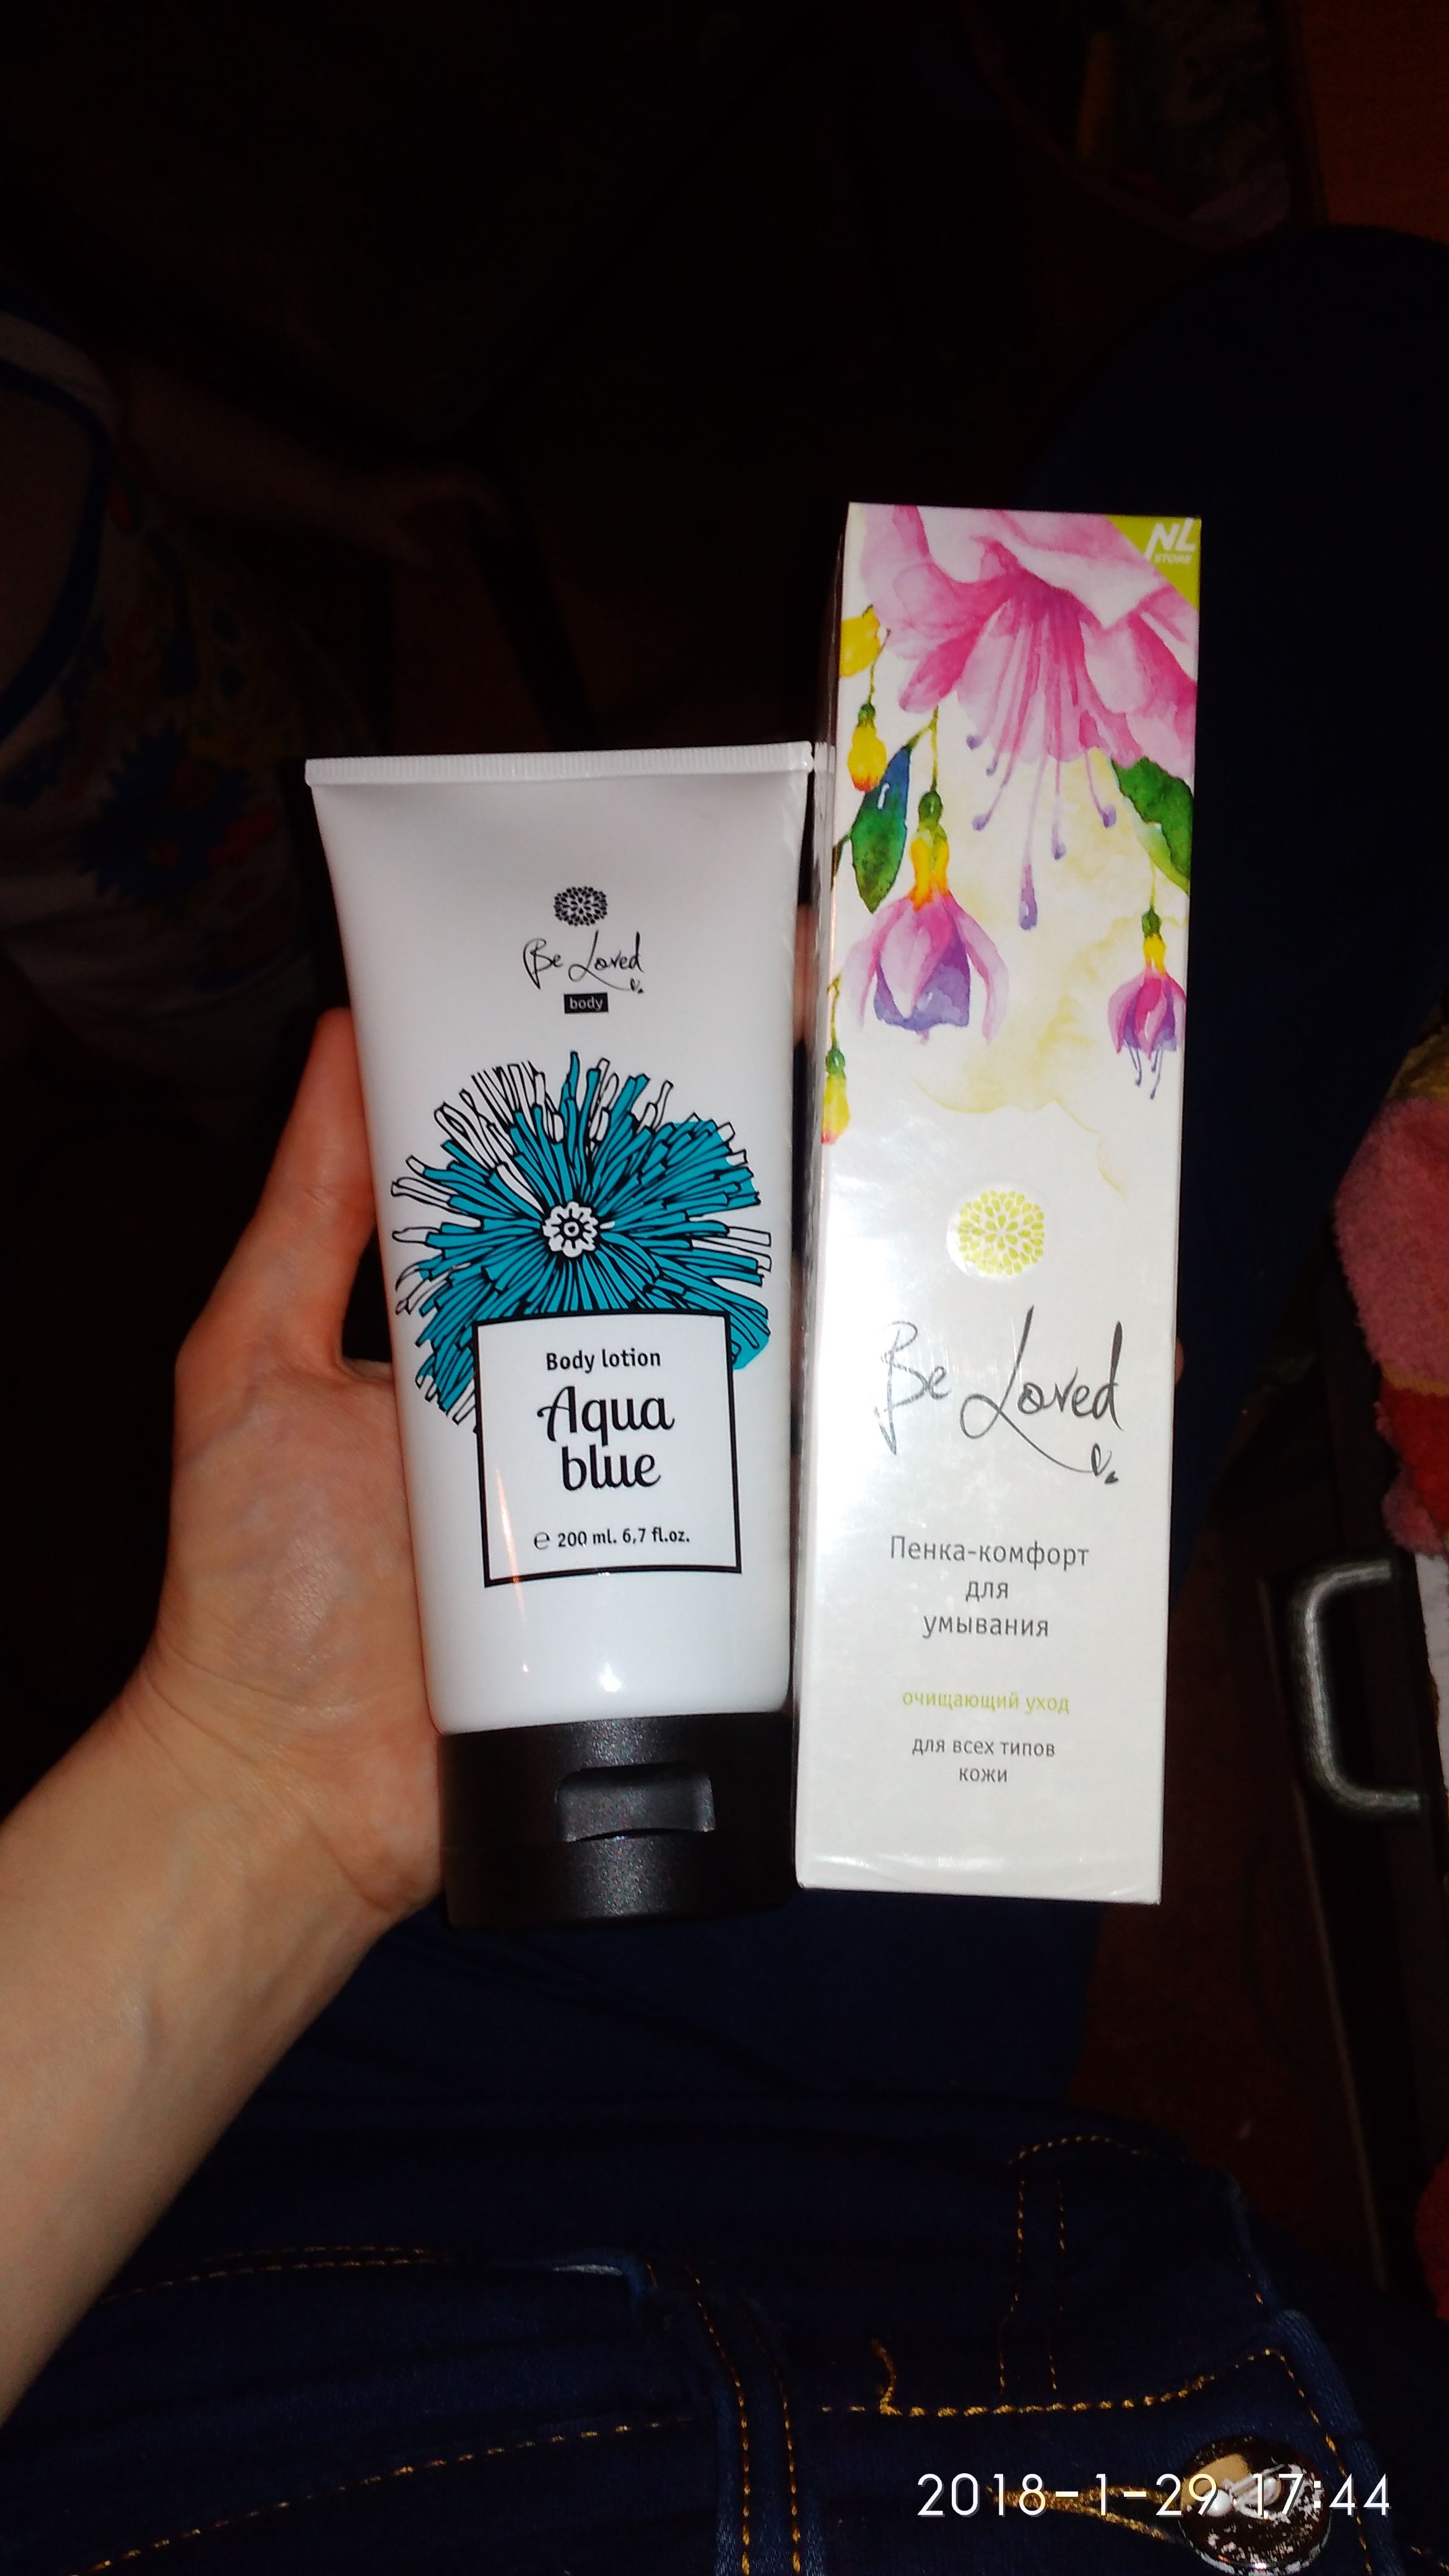 Be Loved
body
Body lotion
Aqua
blue
℮ 200 ml. 6,7 fl.oz.
NL
STORE
Be Loved
Пенка-комфорт
для
умывания
очищающий уход
для всех типов
кожи
2018-1-29 17:44